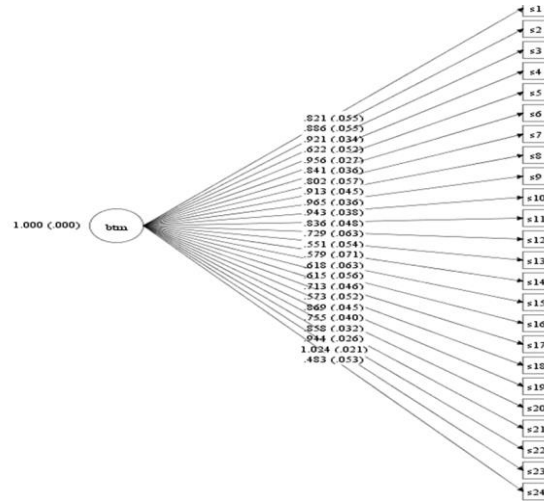 s1
s2
s3
s4
s5
s6
s7
s8
s9
s10
s11
s12
s13
s14
s15
s16
s17
s18
s19
s20
s21
s22
s23
s24
.821 (.055)
.886 (.055)
.921 (.034)
.622 (.052)
.956 (.027)
.841 (.036)
.802 (.057)
.913 (.045)
.965 (.036)
.943 (.038)
.836 (.048)
.729 (.063)
.551 (.054)
.579 (.071)
.618 (.063)
.615 (.056)
.713 (.046)
.523 (.052)
.869 (.045)
.755 (.040)
.858 (.032)
.944 (.026)
1.024 (.021)
.483 (.053)
1.000 (.000)
btm